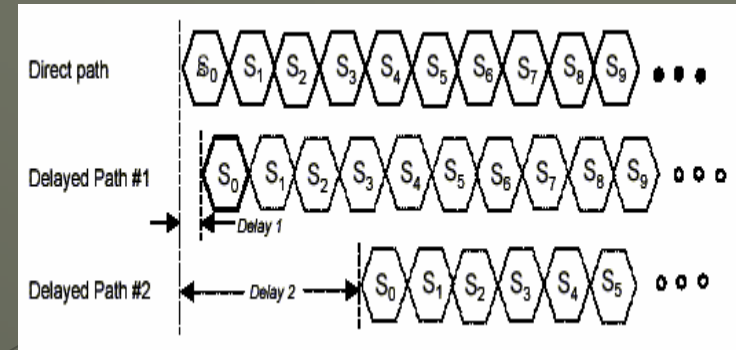 Direct path S0 S1 S2 S3 S4 S5 S6 S7 S8 S9
Delayed Path #1 S0 S1 S2 S3 S4 S5 S6 S7 S8 S9
Delay 1
Delayed Path #2 Delay 2 S0 S1 S2 S3 S4 S5